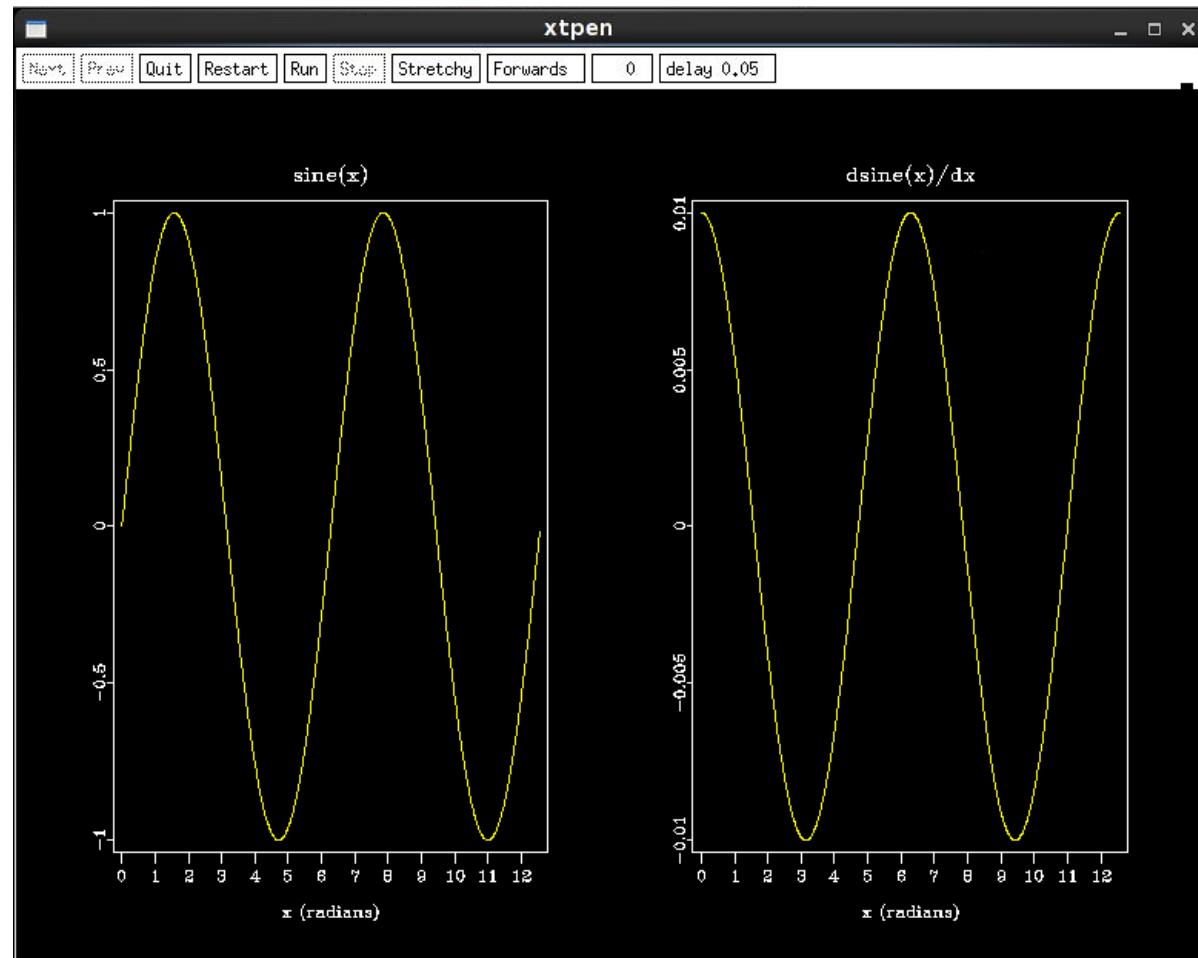 xtpen
Next Prev Quit Restart Run Stop Stretchy Forwards 0 delay 0.05
sine(x)
1
0.5
0
-0.5
-1
0 1 2 3 4 5 6 7 8 9 10 11 12
x (radians)
dsine(x)/dx
0.01
0.005
0
-0.005
-0.01
0 1 2 3 4 5 6 7 8 9 10 11 12
x (radians)